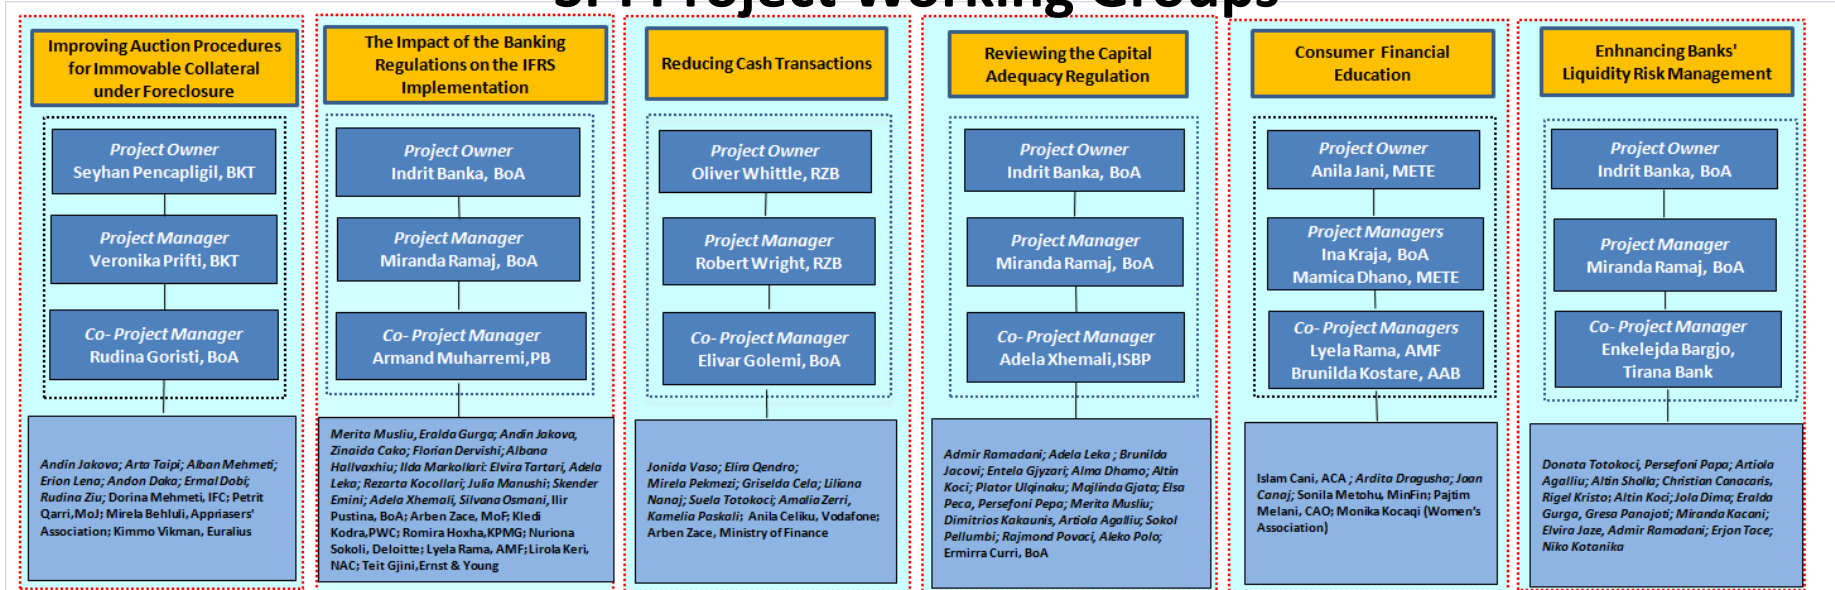 Project Working Groups
Improving Auction Procedures
for Immovable Collateral
under Foreclosure
Project Owner
Seyhan Pencapligil, BKT
Project Manager
Veronika Prifti, BKT
Co- Project Manager
Rudina Goristi, BoA
Andin Jakova; Arta Taipi; Alban Mehmeti;
Erion Lena; Andon Daka; Ermal Dobi;
Rudina Ziu; Dorina Mehmeti, IFC; Petrit
Qarri,MoJ; Mirela Behluli, Appriasers'
Association; Kimmo Vikman, Euralius
The Impact of the Banking
Regulations on the IFRS
Implementation
Project Owner
Indrit Banka, BoA
Project Manager
Miranda Ramaj, BoA
Co- Project Manager
Armand Muharremi,PB
Merita Musliu, Eralda Gurga; Andin Jakova,
Zinaida Cako; Florian Dervishi; Albana
Hallvaxhiu; Ilda Markollari: Elvira Tartari, Adela
Leka; Rezarta Kocollari; Julia Manushi; Skender
Emini; Adela Xhemali, Silvana Osmani, Ilir
Pustina, BoA; Arben Zace, MoF; Kledi
Kodra,PWC; Romira Hoxha,KPMG; Nuriona
Sokoli, Deloitte; Lyela Rama, AMF;Lirola Keri,
NAC; Teit Gjini,Ernst & Young
Reducing Cash Transactions
Project Owner
Oliver Whittle, RZB
Project Manager
Robert Wright, RZB
Co- Project Manager
Elivar Golemi, BoA
Jonida Vaso; Elira Qendro;
Mirela Pekmezi; Griselda Cela; Liliana
Nanaj; Suela Totokoci; Amalia Zerri,
Kamelia Paskali; Anila Celiku, Vodafone;
Arben Zace, Ministry of Finance
Reviewing the Capital
Adequacy Regulation
Project Owner
Indrit Banka, BoA
Project Manager
Miranda Ramaj, BoA
Co- Project Manager
Adela Xhemali,ISBP
Admir Ramadani; Adela Leka ; Brunilda
Jacovi; Entela Gjyzari; Alma Dhamo; Altin
Koci; Plator Ulqinaku; Majlinda Gjata; Elsa
Peca, Persefoni Pepa; Merita Musliu;
Dimitrios Kakaunis, Artiola Agalliu; Sokol
Pellumbi; Rajmond Povaci, Aleko Polo;
Ermirra Curri, BoA
Consumer Financial
Education
Project Owner
Anila Jani, METE
Project Managers
Ina Kraja, BoA
Mamica Dhano, METE
Co- Project Managers
Lyela Rama, AMF
Brunilda Kostare, AAB
Islam Cani, ACA ; Ardita Dragusha; Joan
Canaj; Sonila Metohu, MinFin; Pajtim
Melani, CAO; Monika Kocaqi (Women's
Association)
Enhnancing Banks'
Liquidity Risk Management
Project Owner
Indrit Banka, BoA
Project Manager
Miranda Ramaj, BoA
Co- Project Manager
Enkelejda Bargjo,
Tirana Bank
Donata Totokoci, Persefoni Papa; Artiola
Agalliu; Altin Sholla; Christian Canacaris,
Rigel Kristo; Altin Koci; Jola Dima; Eralda
Gurga, Gresa Panajoti; Miranda Kacani;
Elvira Jaze, Admir Ramadani; Erjon Tace;
Niko Kotanika